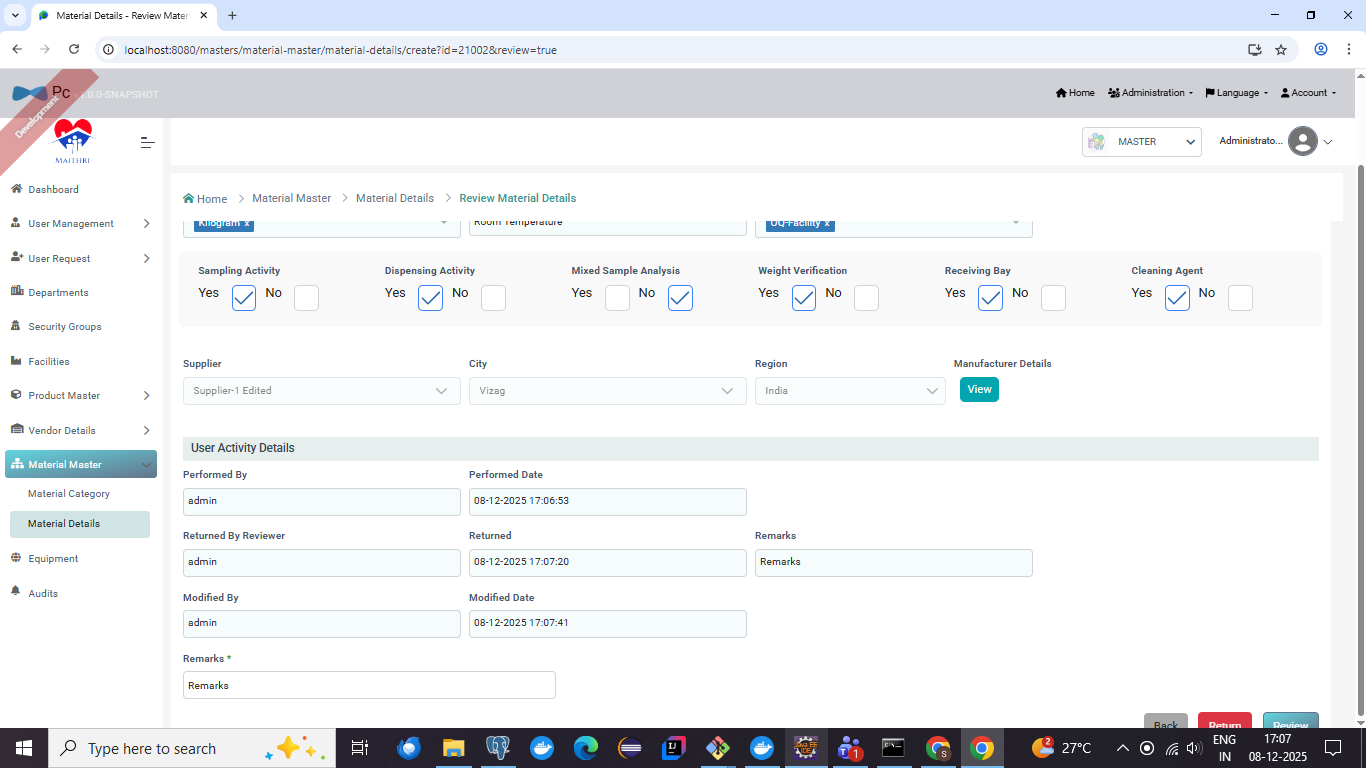 Material Details - Review Mater
localhost:8080/masters/material-master/material-details/create?id=21002&review=true
Pc v1.0.0-SNAPSHOT
Home Administration Language Account
Development
MAITHRI
MASTER Administrato...
Home Material Master Material Details Review Material Details
Dashboard
User Management
User Request
Departments
Security Groups
Facilities
Product Master
Vendor Details
Material Master
Material Category
Material Details
Equipment
Audits
Kilogram x Room Temperature
Sampling Activity Dispensing Activity Mixed Sample Analysis Weight Verification Receiving Bay Cleaning Agent
Yes No Yes No Yes No Yes No Yes No Yes No
Supplier City Region Manufacturer Details
Supplier-1 Edited Vizag India View
User Activity Details
Performed By Performed Date
admin 08-12-2025 17:06:53
Returned By Reviewer Returned Remarks
admin 08-12-2025 17:07:20 Remarks
Modified By Modified Date
admin 08-12-2025 17:07:41
Remarks *
Remarks
Back Return Review
Type here to search
2 27°C ENG 17:07
IN 08-12-2025